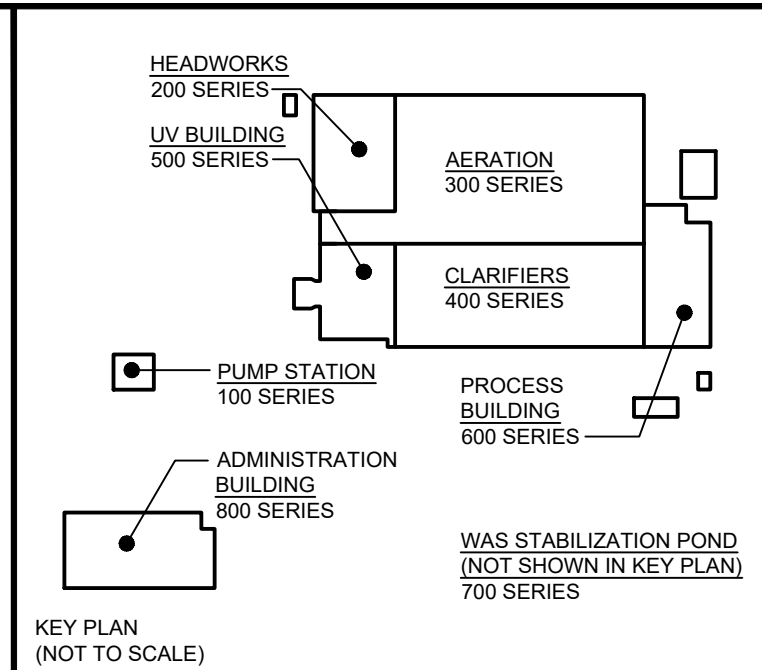 HEADWORKS
200 SERIES
UV BUILDING
500 SERIES
AERATION
300 SERIES
CLARIFIERS
400 SERIES
PUMP STATION
100 SERIES
PROCESS
BUILDING
600 SERIES
ADMINISTRATION
BUILDING
800 SERIES
WAS STABILIZATION POND
(NOT SHOWN IN KEY PLAN)
700 SERIES
KEY PLAN
(NOT TO SCALE)